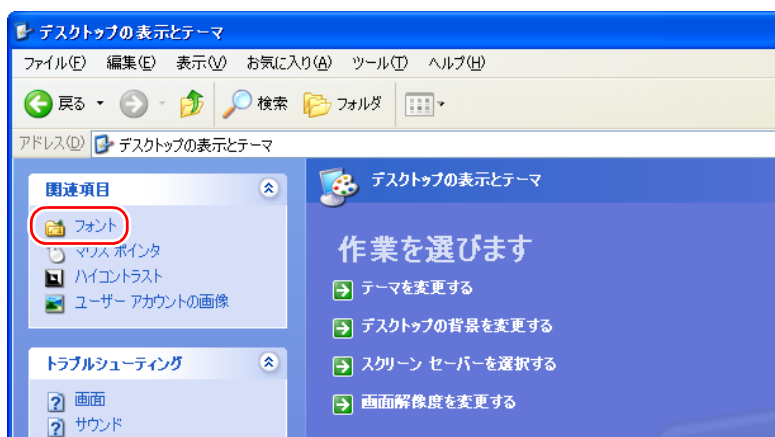 デスクトップの表示とテーマ
ファイル(F) 編集(E) 表示(V) お気に入り(A) ツール(T) ヘルプ(H)
戻る 検索 フォルダ
アドレス(D) デスクトップの表示とテーマ
関連項目
フォント
マウス ポインタ
ハイコントラスト
ユーザー アカウントの画像
トラブルシューティング
画面
サウンド
デスクトップの表示とテーマ
作業を選びます
テーマを変更する
デスクトップの背景を変更する
スクリーン セーバーを選択する
画面解像度を変更する